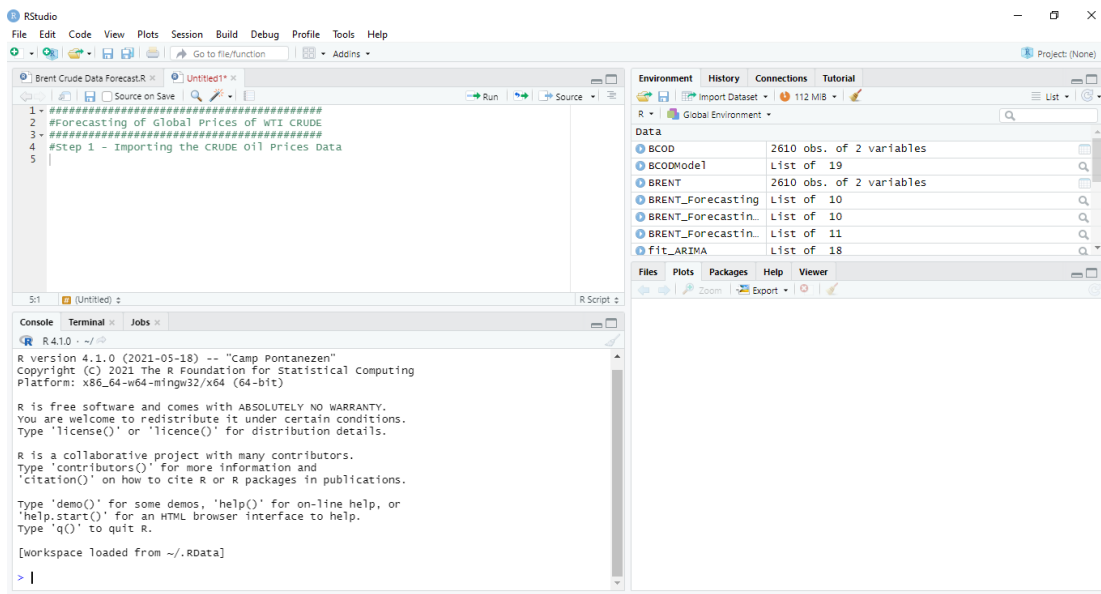 RStudio
File Edit Code View Plots Session Build Debug Profile Tools Help
Go to file/function
Addins
Project: (None)
Brent Crude Data Forecast.R
Untitled1*
Source on Save
Run
Source
1 ##########################################
2 #Forecasting of Global Prices of WTI CRUDE
3 ##########################################
4 #Step 1 - Importing the CRUDE Oil Prices Data
5
5:1 (Untitled) R Script
Console Terminal Jobs
R 4.1.0 · ~/
R version 4.1.0 (2021-05-18) -- "Camp Pontanezen"
Copyright (C) 2021 The R Foundation for Statistical Computing
Platform: x86_64-w64-mingw32/x64 (64-bit)
R is free software and comes with ABSOLUTELY NO WARRANTY.
You are welcome to redistribute it under certain conditions.
Type 'license()' or 'licence()' for distribution details.
R is a collaborative project with many contributors.
Type 'contributors()' for more information and
'citation()' on how to cite R or R packages in publications.
Type 'demo()' for some demos, 'help()' for on-line help, or
'help.start()' for an HTML browser interface to help.
Type 'q()' to quit R.
[Workspace loaded from ~/.RData]
>
Environment History Connections Tutorial
Import Dataset 112 MiB List
R Global Environment
Data
BCOD 2610 obs. of 2 variables
BCODModel List of 19
BRENT 2610 obs. of 2 variables
BRENT_Forecasting List of 10
BRENT_Forecastin… List of 10
BRENT_Forecastin… List of 11
fit_ARIMA List of 18
Files Plots Packages Help Viewer
Zoom Export